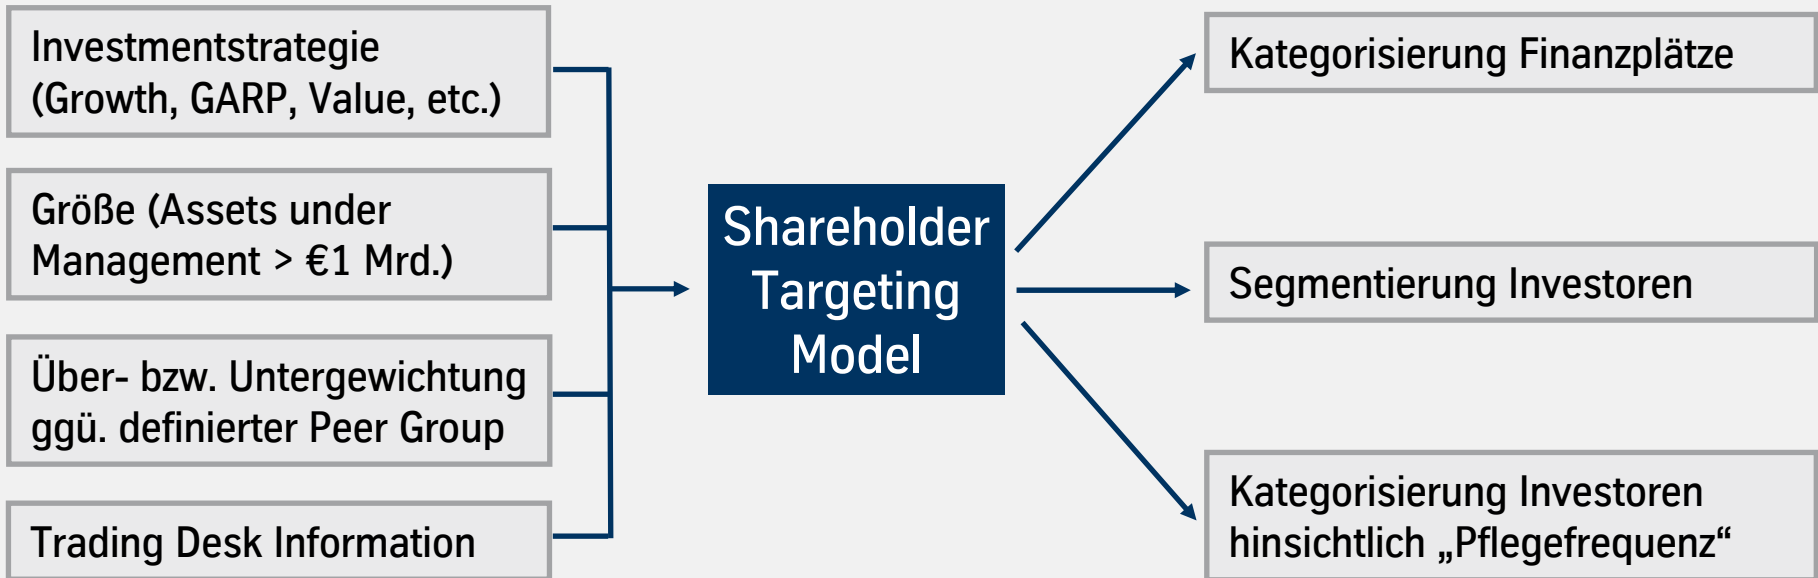 Investmentstrategie
(Growth, GARP, Value, etc.)
Größe (Assets under
Management > €1 Mrd.)
Über- bzw. Untergewichtung
ggü. definierter Peer Group
Trading Desk Information
Shareholder
Targeting
Model
Kategorisierung Finanzplätze
Segmentierung Investoren
Kategorisierung Investoren
hinsichtlich „Pflegefrequenz“